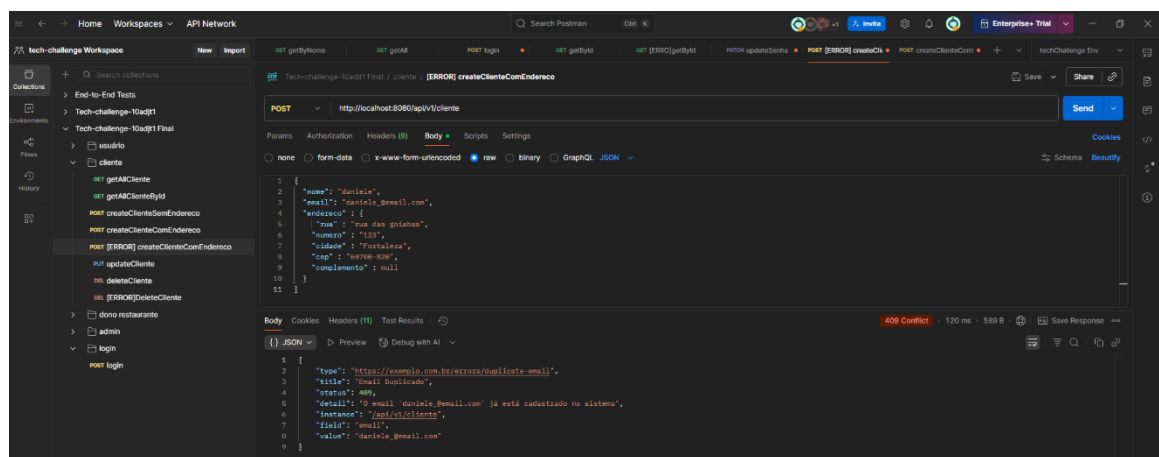 Home Workspaces API Network Search Postman Ctrl K +1 Invite Enterprise+ Trial
tech-challenge Workspace New Import GET getByNome GET getAll POST login GET getById GET [ERRO]getById PATCH updateSenha POST [ERROR] createClie POST createClienteCom techChallenge Env
Collections
Environments
Flows
History
Search collections
End-to-End Tests
Tech-challenge-10adjt1
Tech-challenge-10adjt1 Final
usuário
cliente
GET getAllCliente
GET getAllClienteById
POST createClienteSemEndereco
POST createClienteComEndereco
POST [ERROR] createClienteComEndereco
PUT updateCliente
DEL deleteCliente
DEL [ERROR]DeleteCliente
dono restaurante
admin
login
POST login
Tech-challenge-10adjt1 Final / cliente / [ERROR] createClienteComEndereco Save Share
POST http://localhost:8080/api/v1/cliente Send
Params Authorization Headers (9) Body Scripts Settings Cookies
none form-data x-www-form-urlencoded raw binary GraphQL JSON Schema Beautify
1 {
2 "nome": "daniele",
3 "email": "daniele_@email.com",
4 "endereco" : {
5 "rua" : "rua das goiabas",
6 "numero" : "123",
7 "cidade" : "Fortaleza",
8 "cep" : "60700-820",
9 "complemento" : null
10 }
11 }
Body Cookies Headers (11) Test Results 409 Conflict 120 ms 589 B Save Response
{} JSON Preview Debug with AI
1 {
2 "type": "https://exemplo.com.br/errors/duplicate-email",
3 "title": "Email Duplicado",
4 "status": 409,
5 "detail": "O email 'daniele_@email.com' já está cadastrado no sistema",
6 "instance": "/api/v1/cliente",
7 "field": "email",
8 "value": "daniele_@email.com"
9 }